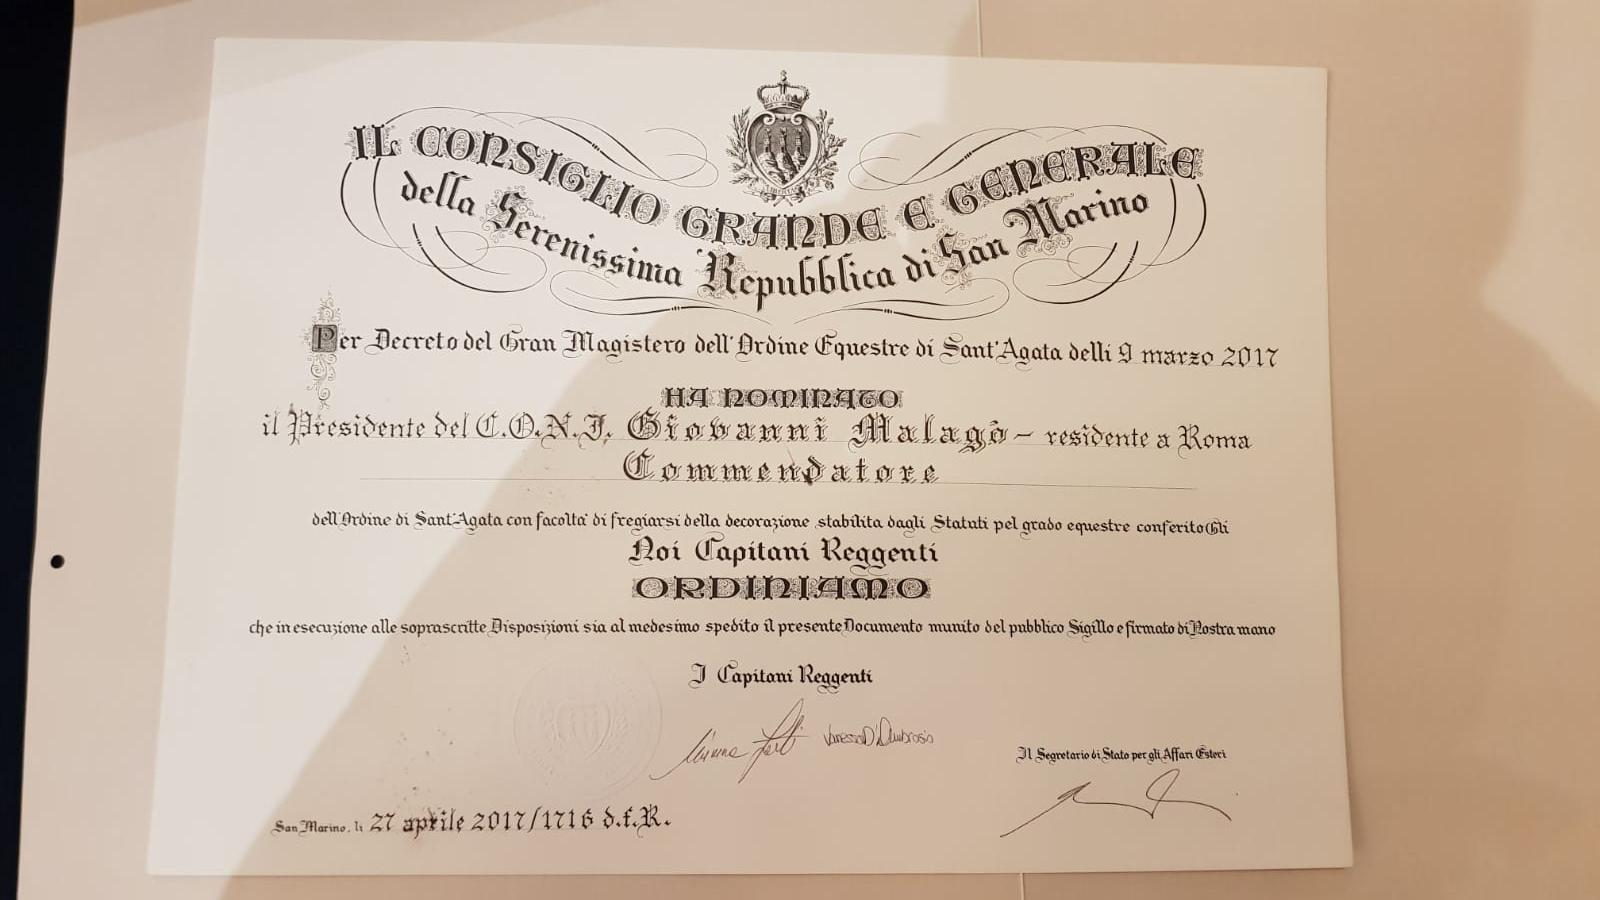 IL CONSIGLIO GRANDE E GENERALE
della Serenissima Repubblica di San Marino
Per Decreto del Gran Magistero dell'Ordine Equestre di Sant'Agata delli 9 marzo 2017
HA NOMINATO
il Presidente del C.O.N.I. Giovanni Malagò – residente a Roma
Commendatore
dell'Ordine di Sant'Agata con facolta' di fregiarsi della decorazione stabilita dagli Statuti pel grado equestre conferitoGli
Noi Capitani Reggenti
ORDINIAMO
che in esecuzione alle soprascritte Disposizioni sia al medesimo spedito il presente Documento munito del pubblico Sigillo e firmato di Nostra mano
I Capitani Reggenti
Vanessa D'Ambrosio
Il Segretario di Stato per gli Affari Esteri
San Marino, li 27 aprile 2017/1716 d.f.R.